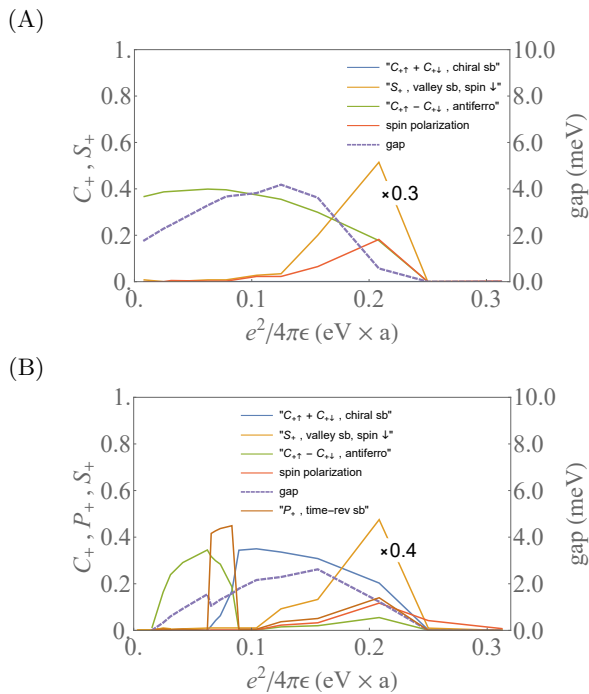 (A)
1.
0.8
0.6
0.4
0.2
0.
10.0
8.0
6.0
4.0
2.0
0.0
C₊ , S₊
gap (meV)
"C₊↑ + C₊↓ , chiral sb"
"S₊ , valley sb, spin ↓"
"C₊↑ − C₊↓ , antiferro"
spin polarization
gap
×0.3
0. 0.1 0.2 0.3
e²/4πϵ (eV × a)
(B)
1.
0.8
0.6
0.4
0.2
0.
10.0
8.0
6.0
4.0
2.0
0.0
C₊ , P₊ , S₊
gap (meV)
"C₊↑ + C₊↓ , chiral sb"
"S₊ , valley sb, spin ↓"
"C₊↑ − C₊↓ , antiferro"
spin polarization
gap
"P₊ , time−rev sb"
×0.4
0. 0.1 0.2 0.3
e²/4πϵ (eV × a)